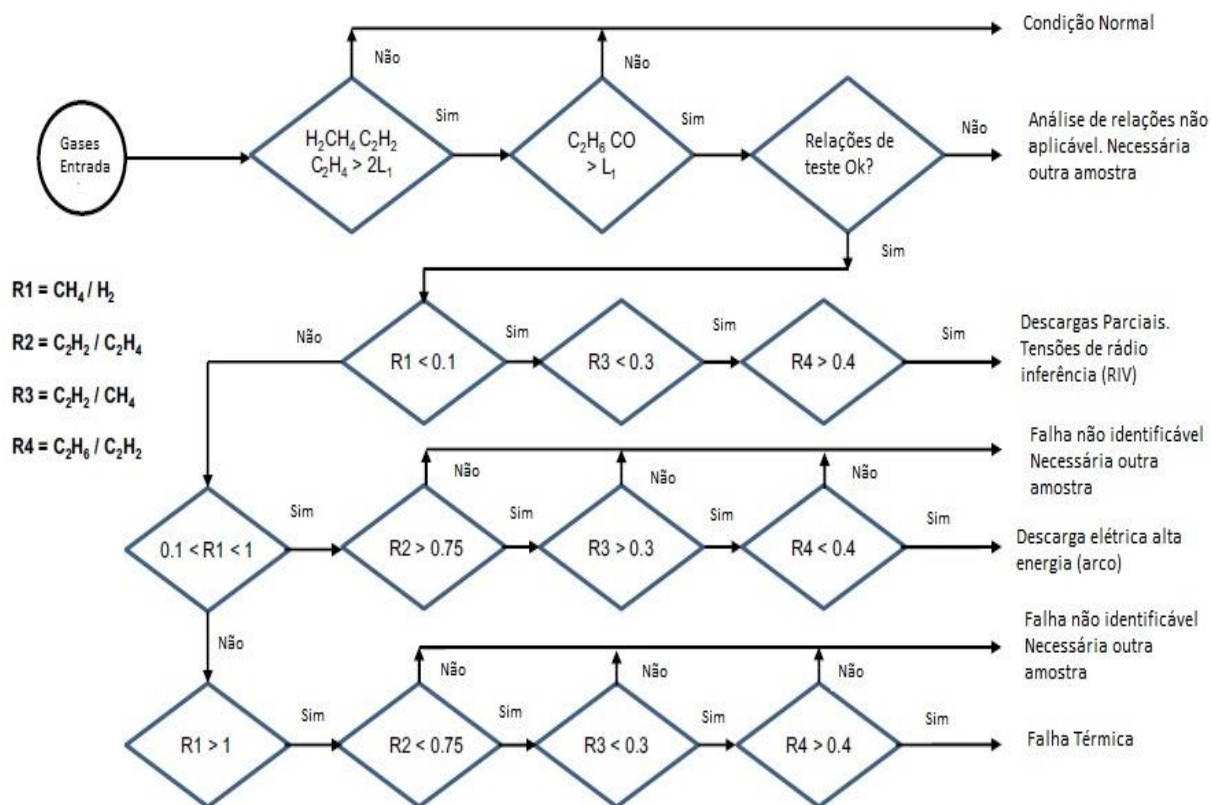 Condição Normal
Não
Não
Gases
Entrada
H₂CH₄ C₂H₂
C₂H₄ > 2L₁
Sim
C₂H₆ CO
> L₁
Sim
Relações de
teste Ok?
Não
Análise de relações não
aplicável. Necessária
outra amostra
Sim
R1 = CH₄ / H₂
R2 = C₂H₂ / C₂H₄
R3 = C₂H₂ / CH₄
R4 = C₂H₆ / C₂H₂
Não
R1 < 0.1
Sim
R3 < 0.3
Sim
R4 > 0.4
Sim
Descargas Parciais.
Tensões de rádio
inferência (RIV)
Falha não identificável
Necessária outra
amostra
Não
Não
Não
0.1 < R1 < 1
Sim
R2 > 0.75
Sim
R3 > 0.3
Sim
R4 < 0.4
Sim
Descarga elétrica alta
energia (arco)
Não
Falha não identificável
Necessária outra
amostra
Não
Não
Não
R1 > 1
Sim
R2 < 0.75
Sim
R3 < 0.3
Sim
R4 > 0.4
Sim
Falha Térmica